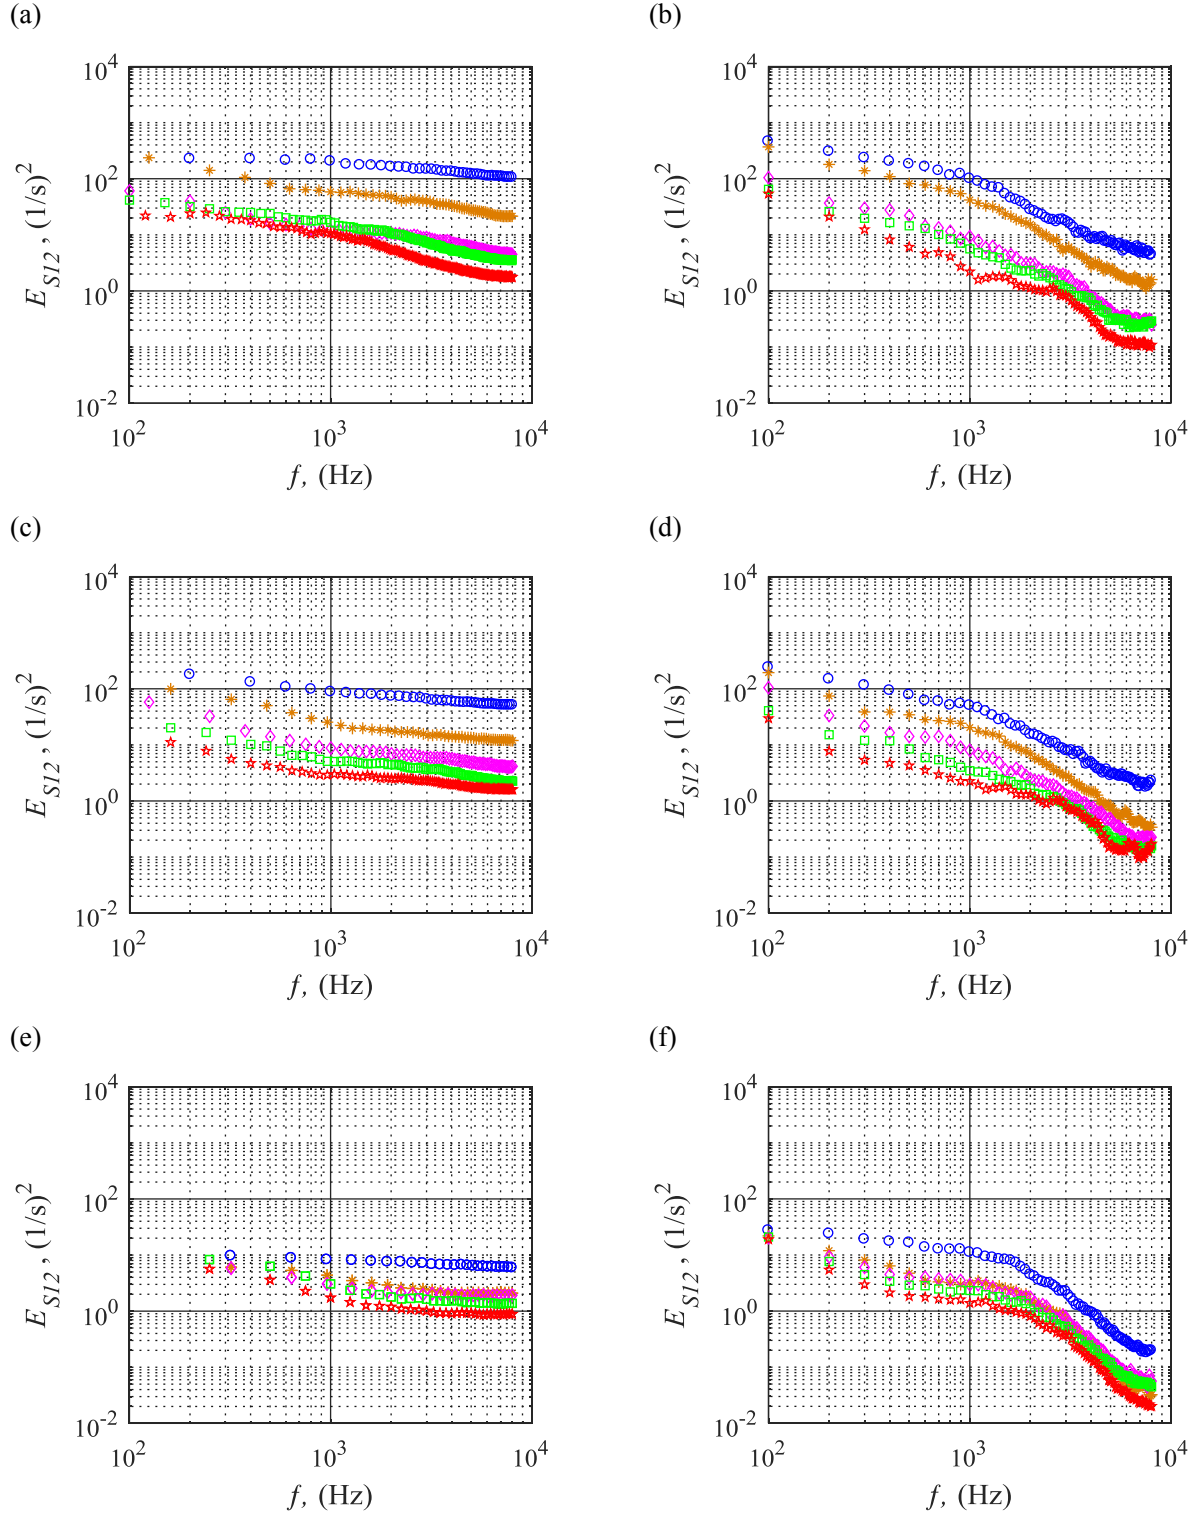 (a) (b)
10^4 10^4
10^2 10^2
10^0 10^0
10^-2 10^-2
E_S12, (1/s)^2 E_S12, (1/s)^2
10^2 10^3 10^4 10^2 10^3 10^4
f, (Hz) f, (Hz)
(c) (d)
10^4 10^4
10^2 10^2
10^0 10^0
10^-2 10^-2
E_S12, (1/s)^2 E_S12, (1/s)^2
10^2 10^3 10^4 10^2 10^3 10^4
f, (Hz) f, (Hz)
(e) (f)
10^4 10^4
10^2 10^2
10^0 10^0
10^-2 10^-2
E_S12, (1/s)^2 E_S12, (1/s)^2
10^2 10^3 10^4 10^2 10^3 10^4
f, (Hz) f, (Hz)